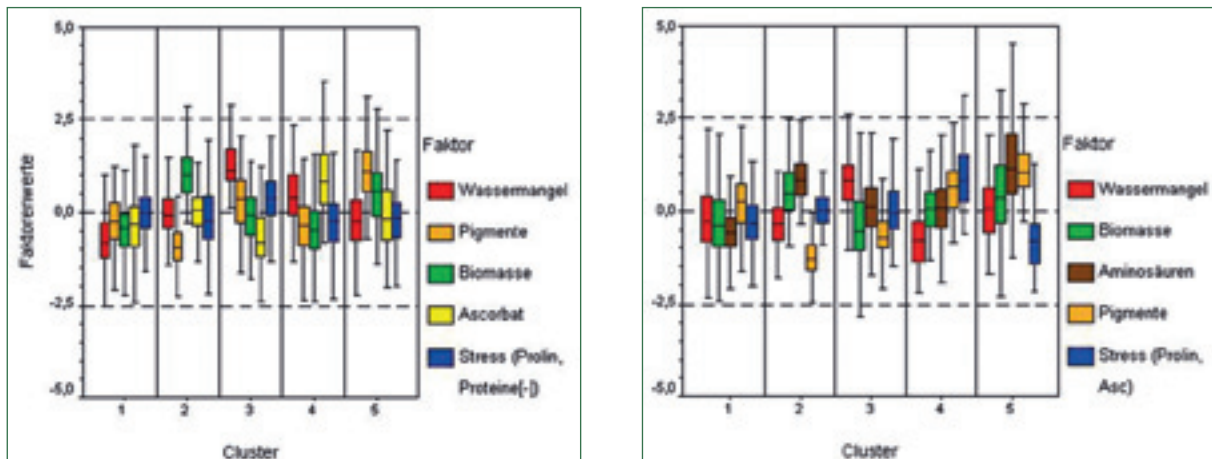 5,0
2,5
0,0
-2,5
-5,0
Faktorenwerte
1 2 3 4 5
Cluster
Faktor
Wassermangel
Pigmente
Biomasse
Ascorbat
Stress (Prolin,
Proteine[-])
5,0
2,5
0,0
-2,5
-5,0
1 2 3 4 5
Cluster
Faktor
Wassermangel
Biomasse
Aminosäuren
Pigmente
Stress (Prolin,
Asc)